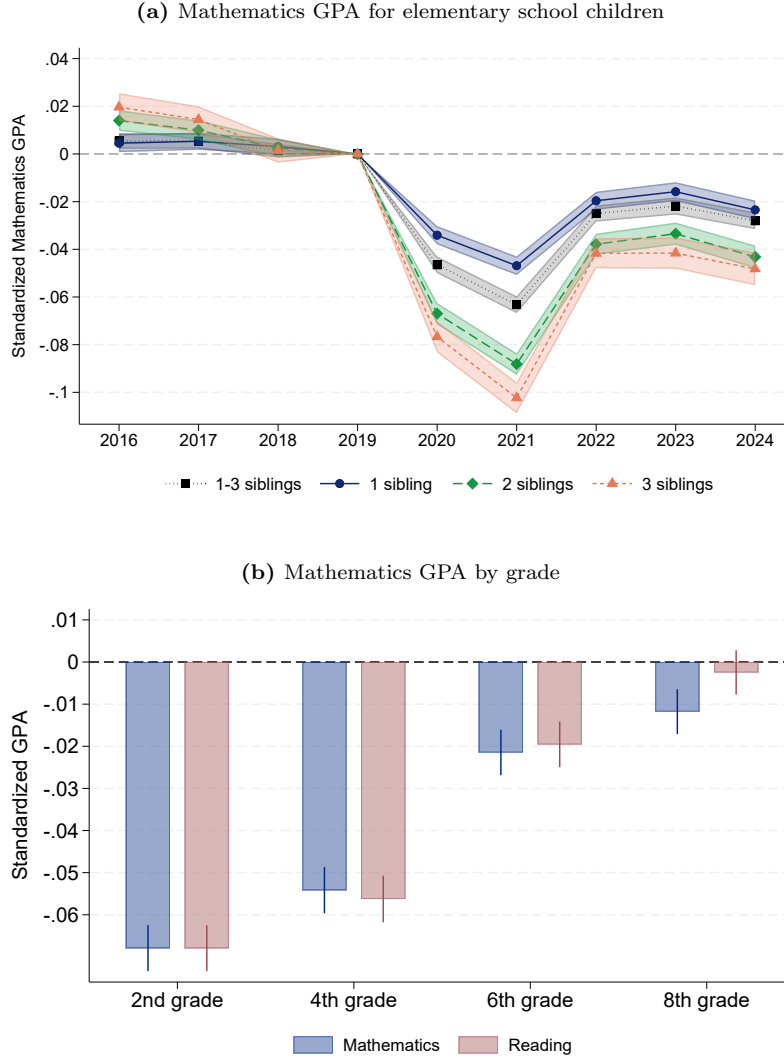 (a) Mathematics GPA for elementary school children
Standardized Mathematics GPA
.04
.02
0
-.02
-.04
-.06
-.08
-.1
2016 2017 2018 2019 2020 2021 2022 2023 2024
1-3 siblings 1 sibling 2 siblings 3 siblings
(b) Mathematics GPA by grade
Standardized GPA
.01
0
-.01
-.02
-.03
-.04
-.05
-.06
2nd grade 4th grade 6th grade 8th grade
Mathematics Reading